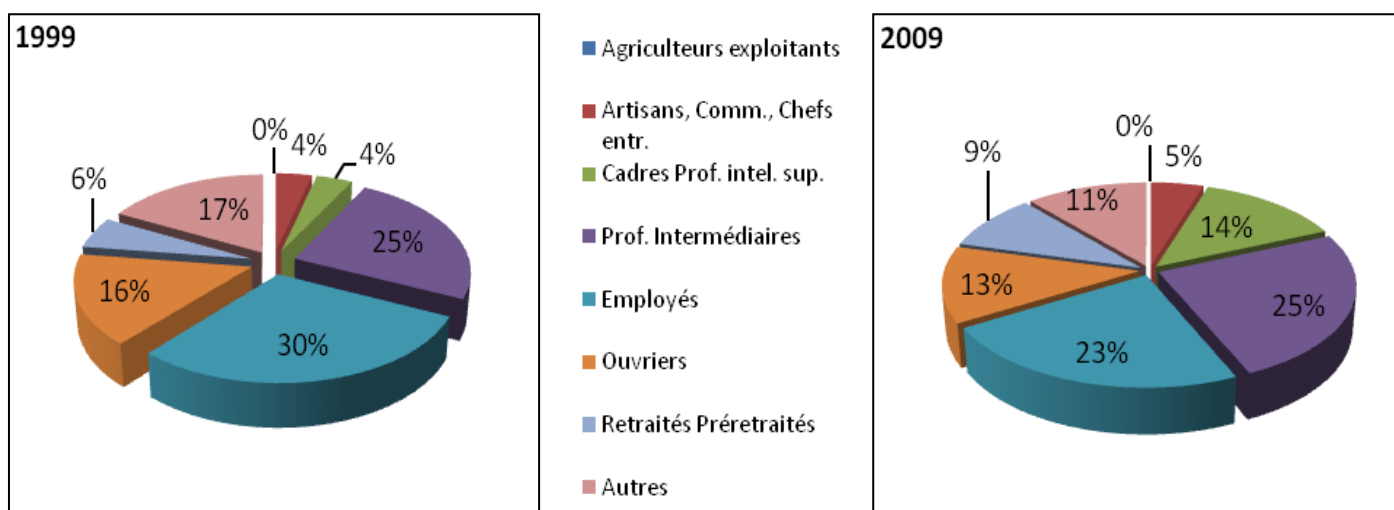 1999
0%
4%
4%
25%
30%
16%
6%
17%
Agriculteurs exploitants
Artisans, Comm., Chefs
entr.
Cadres Prof. intel. sup.
Prof. Intermédiaires
Employés
Ouvriers
Retraités Préretraités
Autres
2009
0%
5%
14%
25%
23%
13%
9%
11%